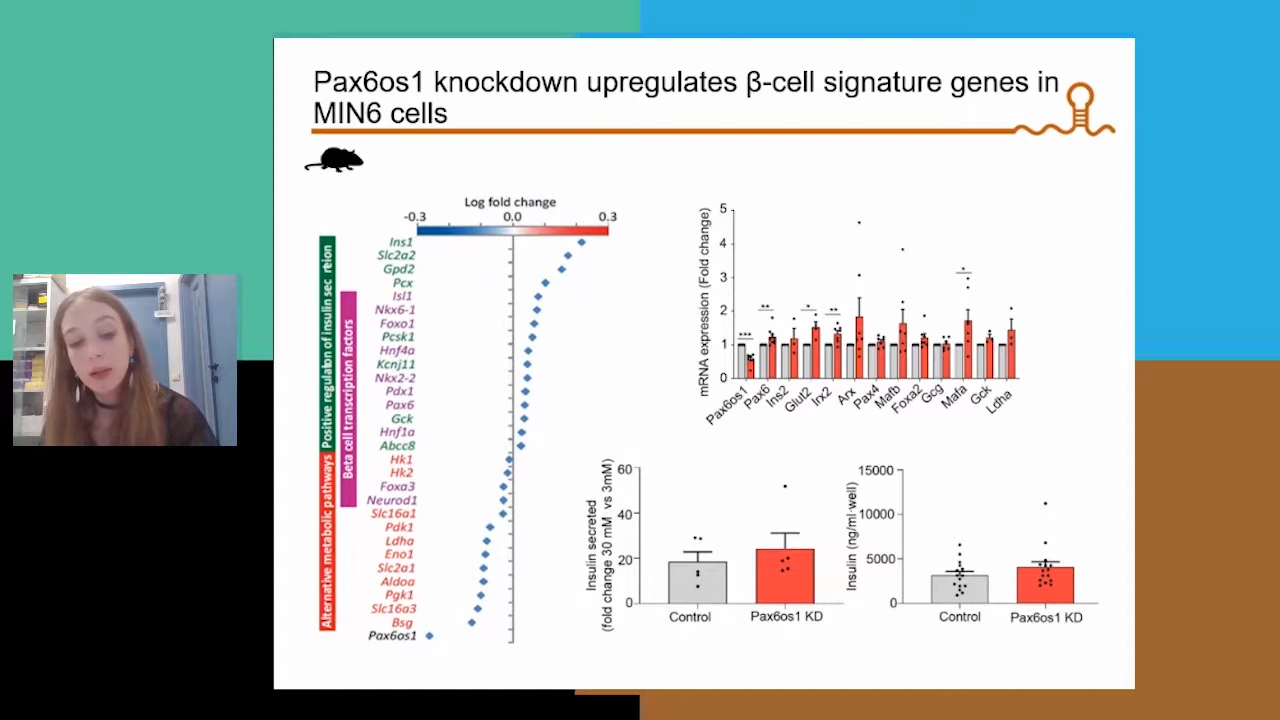 Pax6os1 knockdown upregulates β-cell signature genes in
MIN6 cells
Log fold change
-0.3 0.0 0.3
Positive regulation of insulin secretion
Beta cell transcription factors
Alternative metabolic pathways
Ins1
Slc2a2
Gpd2
Pcx
Isl1
Nkx6-1
Foxo1
Pcsk1
Hnf4a
Kcnj11
Nkx2-2
Pdx1
Pax6
Gck
Hnf1a
Abcc8
Hk1
Hk2
Foxa3
Neurod1
Slc16a1
Pdk1
Ldha
Eno1
Slc2a1
Aldoa
Pgk1
Slc16a3
Bsg
Pax6os1
mRNA expression (Fold change)
5
4
3
2
1
0
*** ** * ** *
Pax6os1 Pax6 Ins2 Glut2 Irx2 Arx Pax4 Mafb Foxa2 Gcg Mafa Gck Ldha
Insulin secreted
(fold change 30 mM vs 3mM)
60
40
20
0
Control Pax6os1 KD
Insulin (ng/ml·well)
15000
10000
5000
0
Control Pax6os1 KD